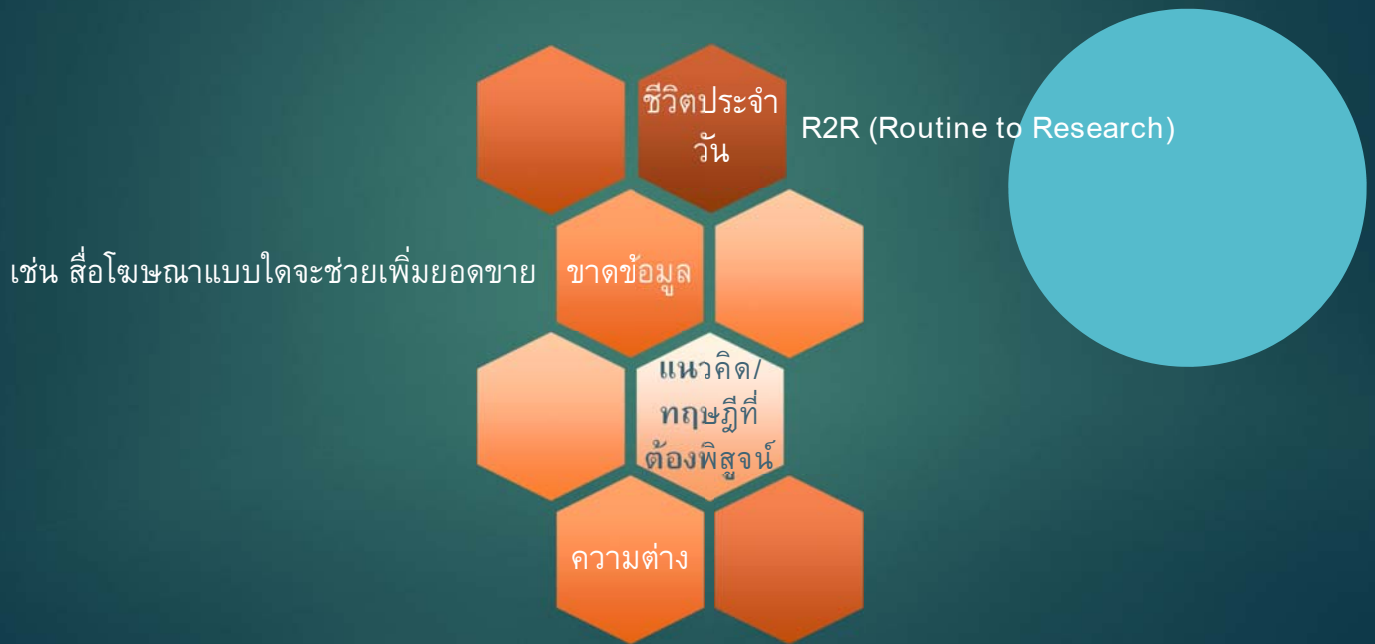 ชีวิตประจำ
วัน
R2R (Routine to Research)
เช่น สื่อโฆษณาแบบใดจะช่วยเพิ่มยอดขาย
ขาดข้อมูล
แนวคิด/
ทฤษฎีที่
ต้องพิสูจน์
ความต่าง